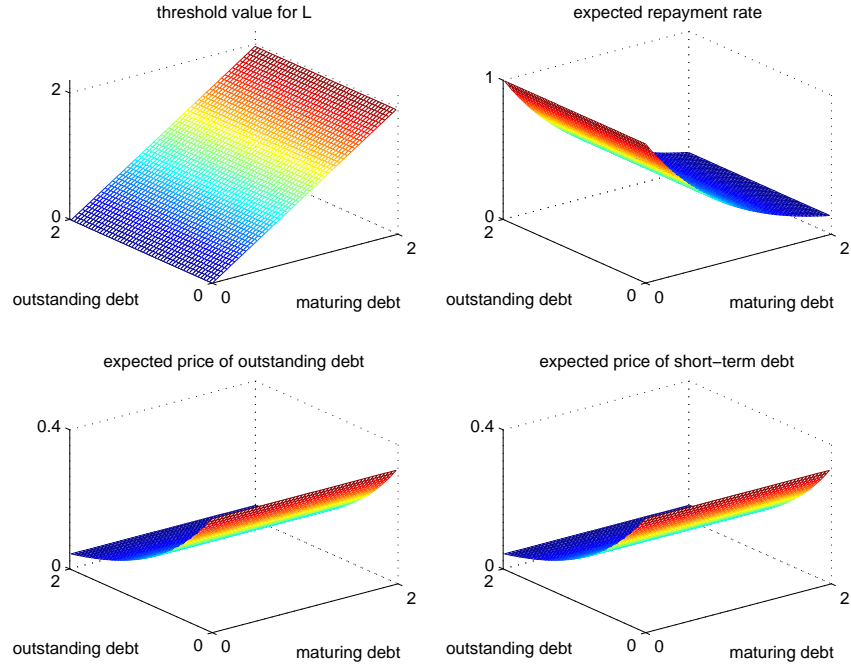 threshold value for L
2
0
2
outstanding debt
0
0
maturing debt
2
expected repayment rate
1
0
2
outstanding debt
0
0
maturing debt
2
expected price of outstanding debt
0.4
0
2
outstanding debt
0
0
maturing debt
2
expected price of short−term debt
0.4
0
2
outstanding debt
0
0
maturing debt
2